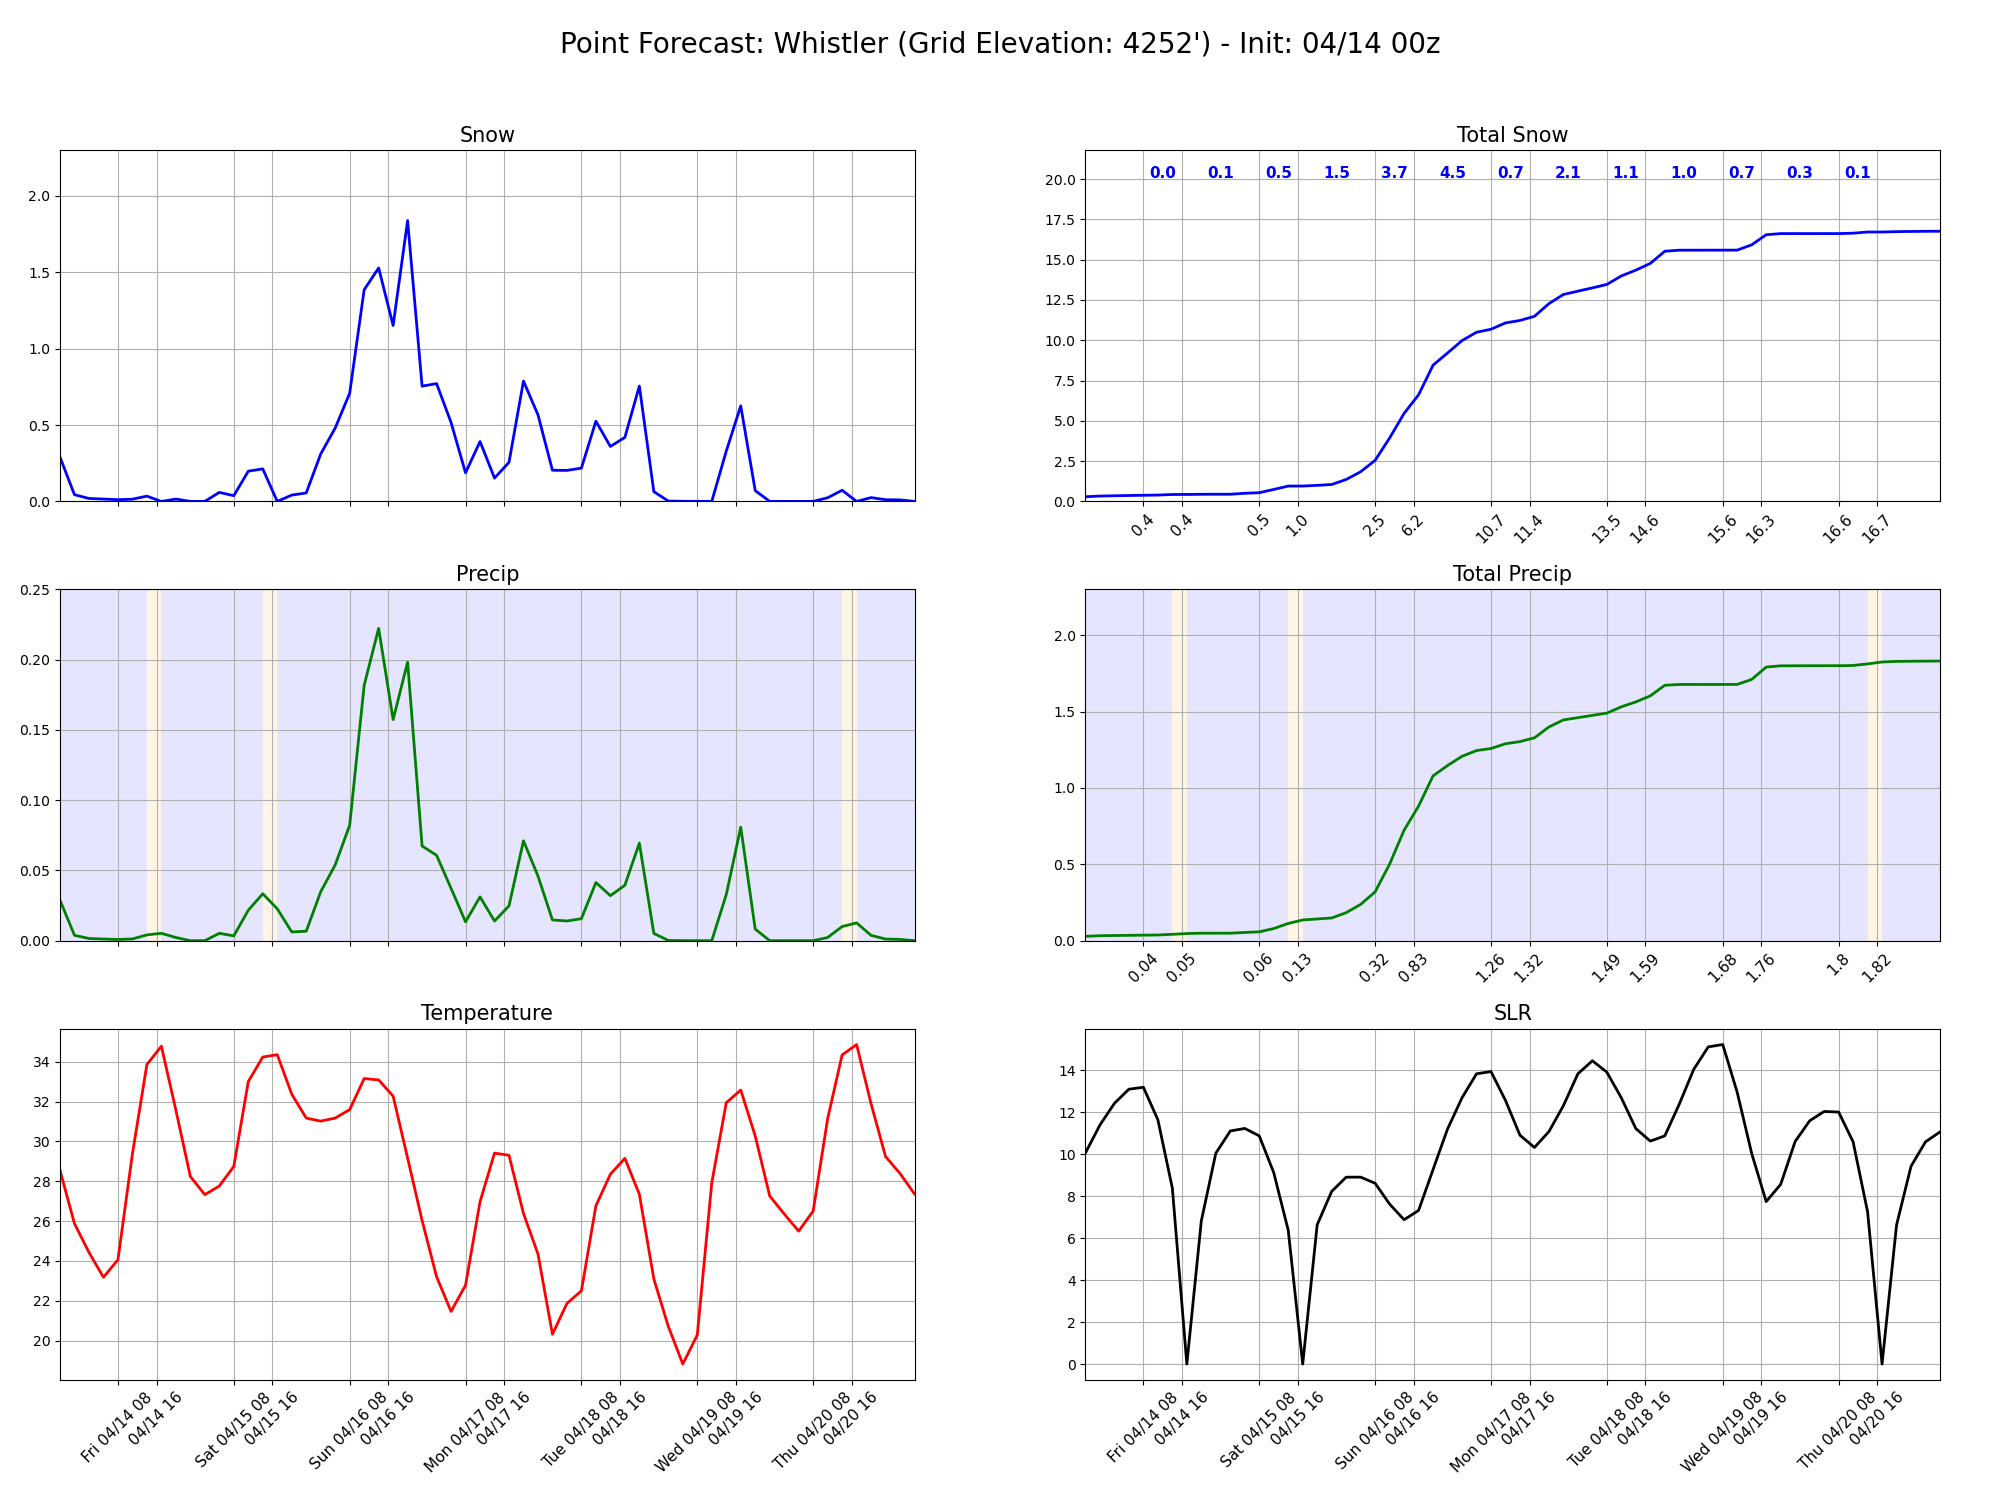 Point Forecast: Whistler (Grid Elevation: 4252') - Init: 04/14 00z
Snow
2.0
1.5
1.0
0.5
0.0
Total Snow
0.0 0.1 0.5 1.5 3.7 4.5 0.7 2.1 1.1 1.0 0.7 0.3 0.1
20.0
17.5
15.0
12.5
10.0
7.5
5.0
2.5
0.0
0.4 0.4 0.5 1.0 2.5 6.2 10.7 11.4 13.5 14.6 15.6 16.3 16.6 16.7
Precip
0.25
0.20
0.15
0.10
0.05
0.00
Total Precip
2.0
1.5
1.0
0.5
0.0
0.04 0.05 0.06 0.13 0.32 0.83 1.26 1.32 1.49 1.59 1.68 1.76 1.8 1.82
Temperature
34
32
30
28
26
24
22
20
Fri 04/14 08
04/14 16
Sat 04/15 08
04/15 16
Sun 04/16 08
04/16 16
Mon 04/17 08
04/17 16
Tue 04/18 08
04/18 16
Wed 04/19 08
04/19 16
Thu 04/20 08
04/20 16
SLR
14
12
10
8
6
4
2
0
Fri 04/14 08
04/14 16
Sat 04/15 08
04/15 16
Sun 04/16 08
04/16 16
Mon 04/17 08
04/17 16
Tue 04/18 08
04/18 16
Wed 04/19 08
04/19 16
Thu 04/20 08
04/20 16